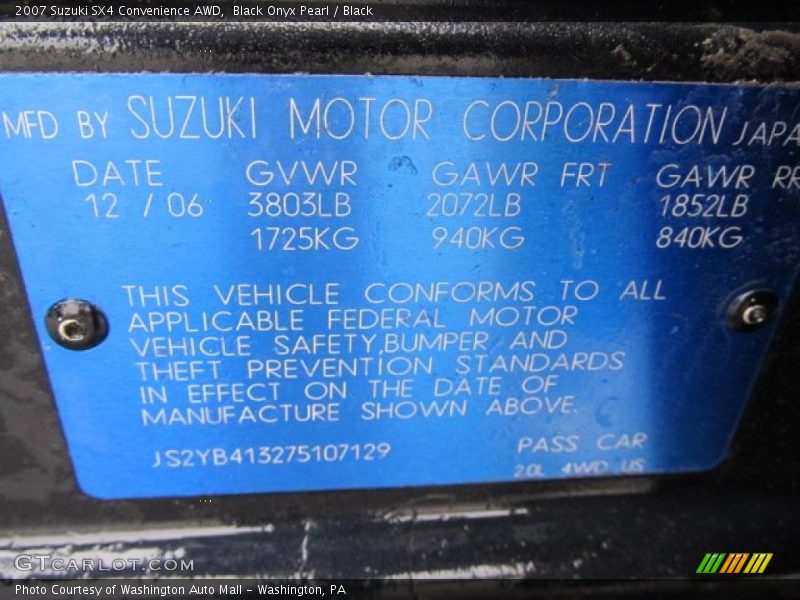 2007 Suzuki SX4 Convenience AWD, Black Onyx Pearl / Black
MFD BY SUZUKI MOTOR CORPORATION JAPA
DATE GVWR GAWR FRT GAWR RR
12 / 06 3803LB 2072LB 1852LB
1725KG 940KG 840KG
THIS VEHICLE CONFORMS TO ALL
APPLICABLE FEDERAL MOTOR
VEHICLE SAFETY,BUMPER AND
THEFT PREVENTION STANDARDS
IN EFFECT ON THE DATE OF
MANUFACTURE SHOWN ABOVE.
JS2YB413275107129 PASS CAR
2.0L 4WD US
GTCarLot.com
Photo Courtesy of Washington Auto Mall - Washington, PA